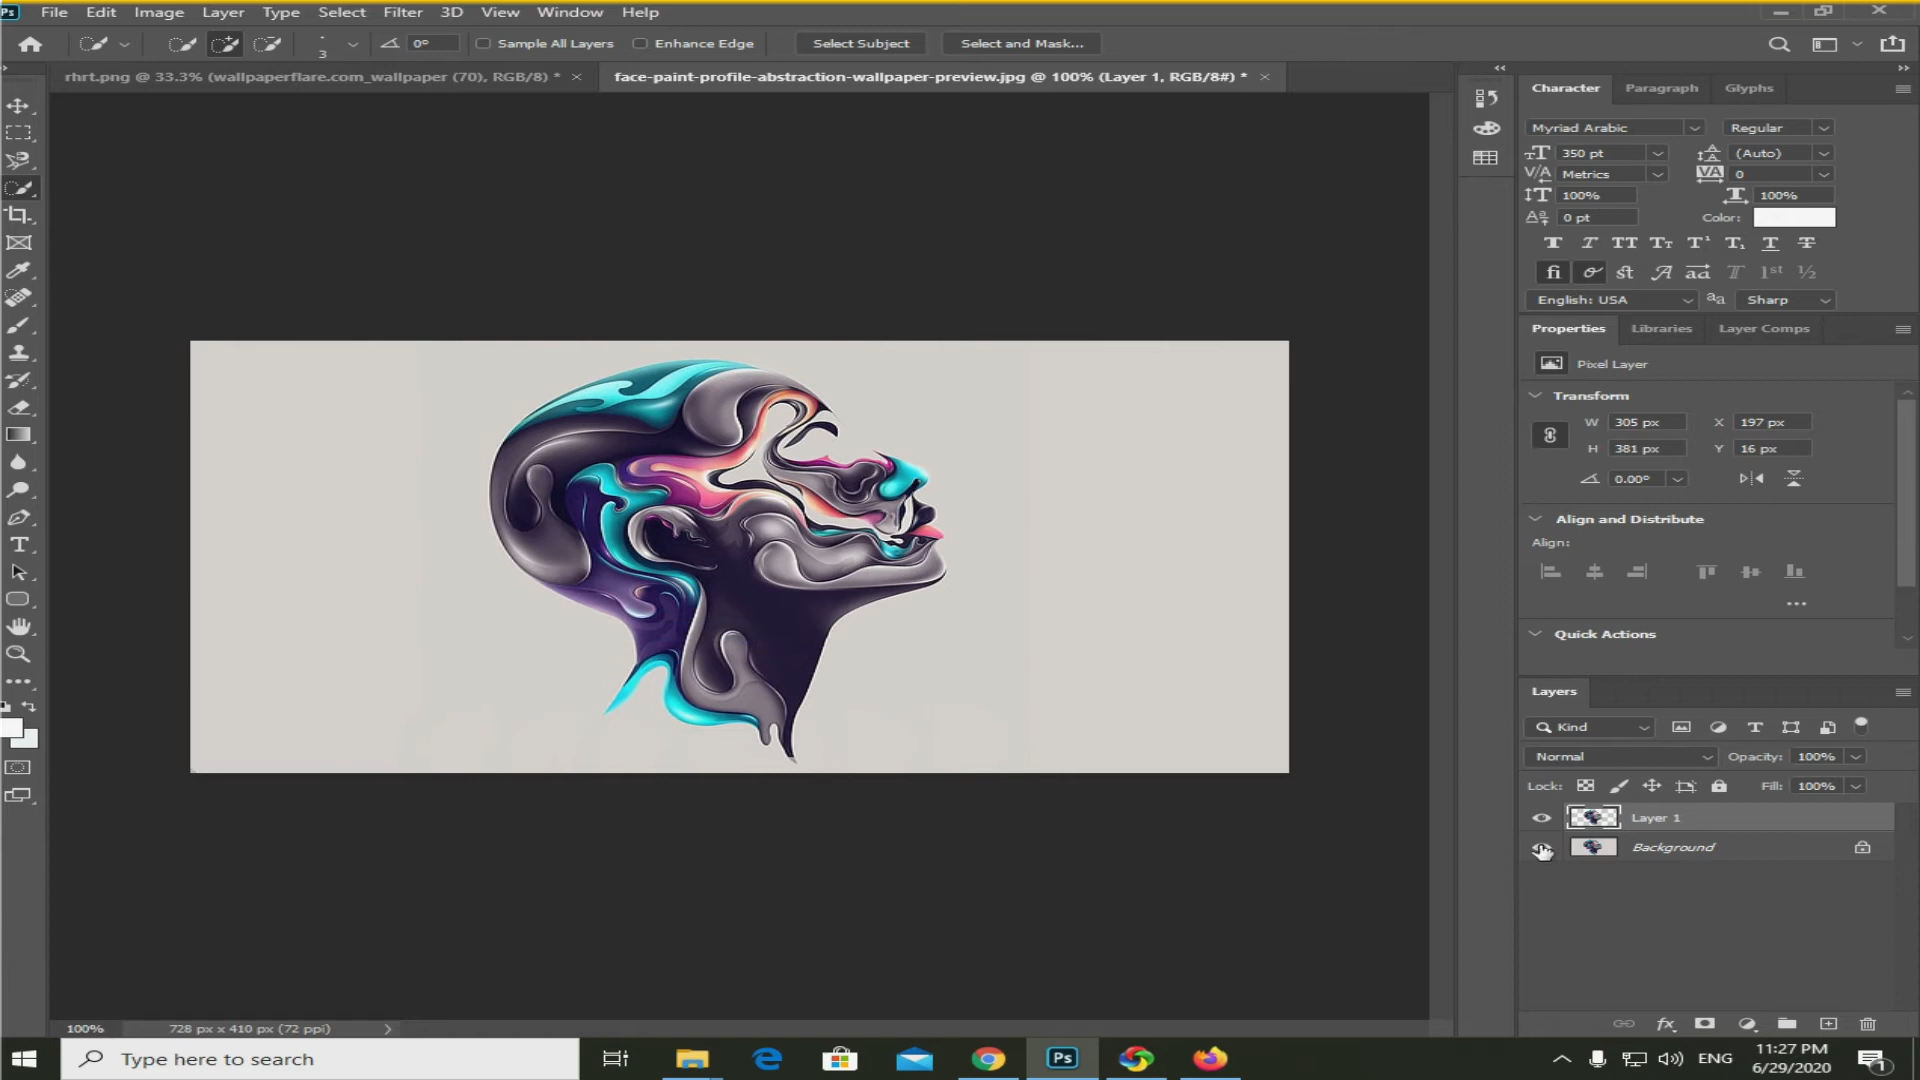 Ps File Edit Image Layer Type Select Filter 3D View Window Help
3 0° Sample All Layers Enhance Edge Select Subject Select and Mask...
rhrt.png @ 33.3% (wallpaperflare.com_wallpaper (70), RGB/8) * face-paint-profile-abstraction-wallpaper-preview.jpg @ 100% (Layer 1, RGB/8#) *
Character Paragraph Glyphs
Myriad Arabic Regular
350 pt (Auto)
Metrics 0
100% 100%
0 pt Color:
English: USA Sharp
Properties Libraries Layer Comps
Pixel Layer
Transform
W 305 px X 197 px
H 381 px Y 16 px
0.00°
Align and Distribute
Align:
Quick Actions
Layers
Kind
Normal Opacity: 100%
Lock: Fill: 100%
Layer 1
Background
100% 728 px x 410 px (72 ppi)
Type here to search Ps ENG 11:27 PM
6/29/2020 1